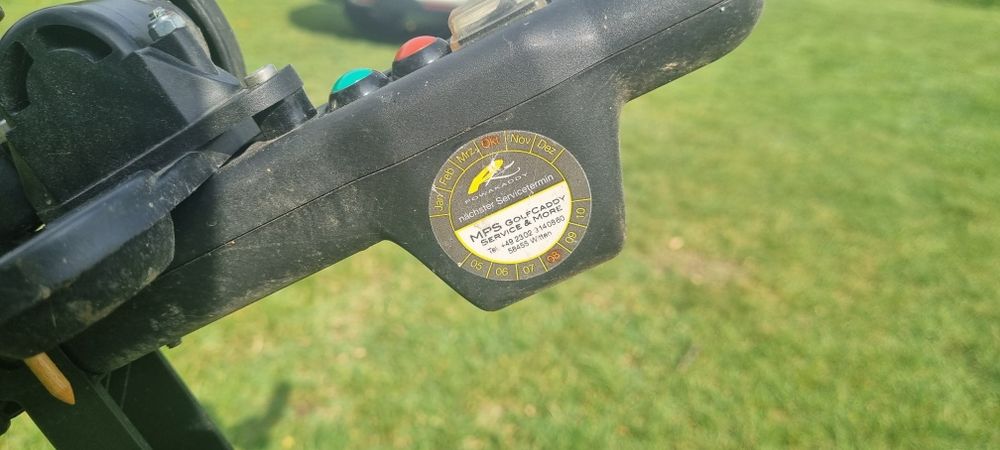 Jan Feb Mrz Okt Nov Dez
POWAKADDY
nächster Servicetermin
MPS GOLFCADDY
SERVICE & MORE
Tel. +49 2302 3140860
58455 Witten
05 06 07 08 09 10